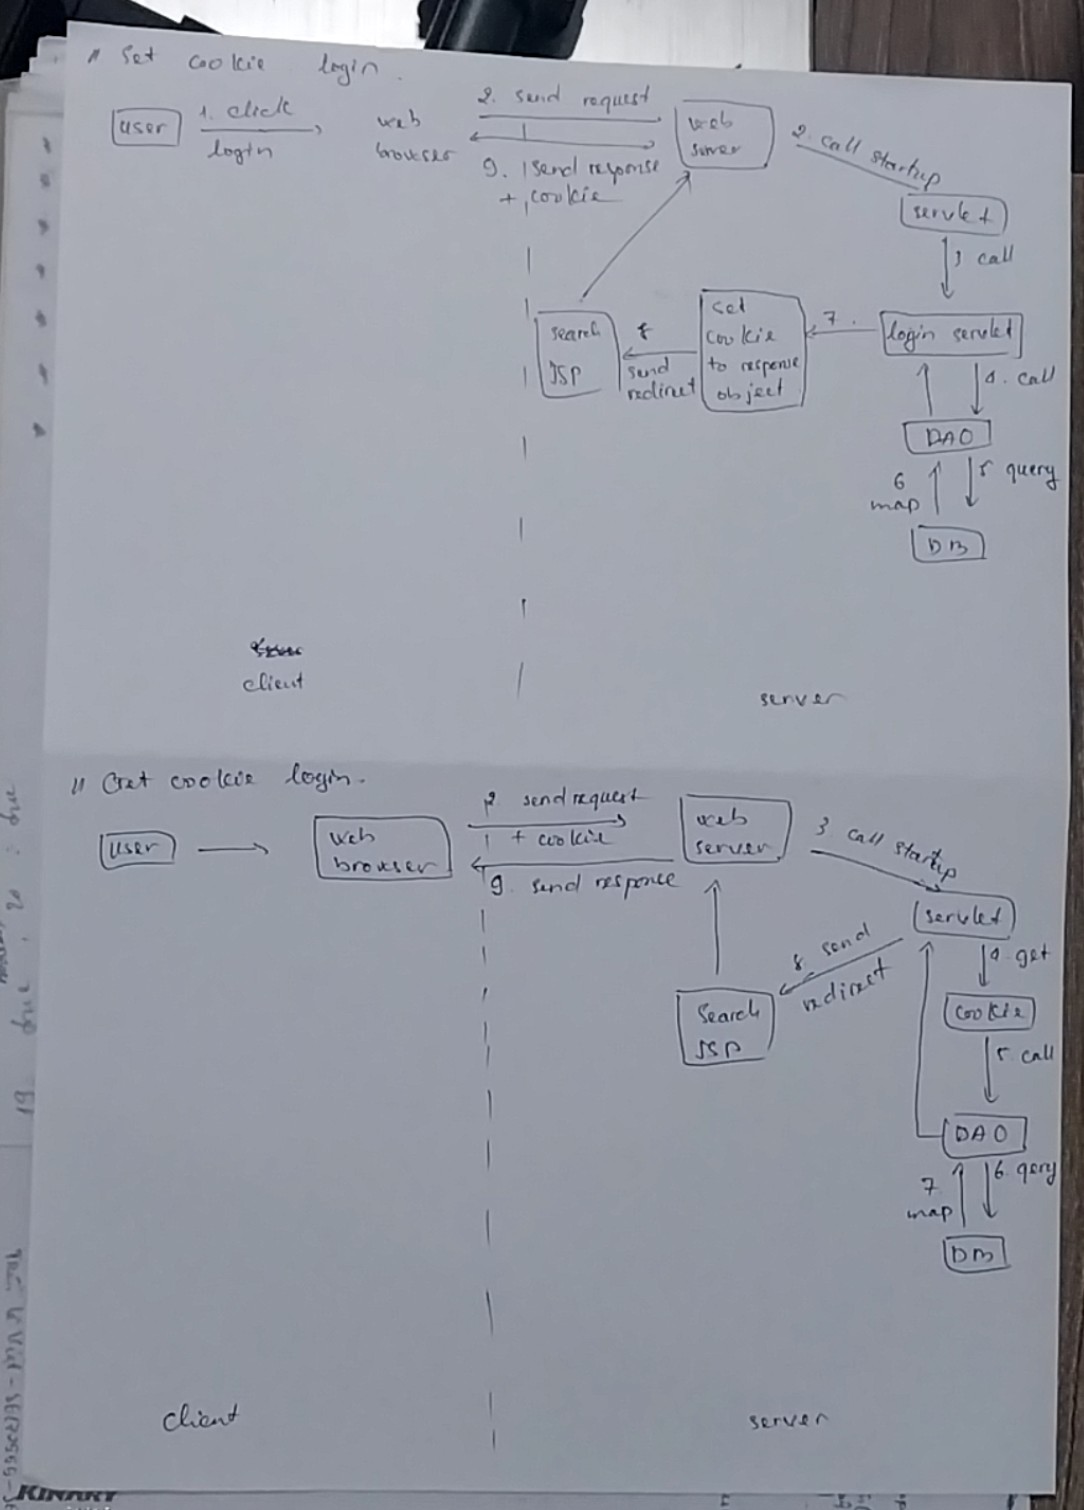 " Set cookie login.
user
1. click
login
web
browser
2. send request
9. send response
+ cookie
web
server
2. call startup
servlet
3 call
login servlet
7.
set
cookie
to response
object
8
send
redirect
search
JSP
4. call
DAO
5 query
6
map
DB
client
server
" Get cookie login.
user
web
browser
2. send request
+ cookie
9. send response
web
server
3. call startup
servlet
8. send
redirect
Search
JSP
4. get
cookie
5. call
DAO
6. qery
7.
map
DB
client
server
KINARY